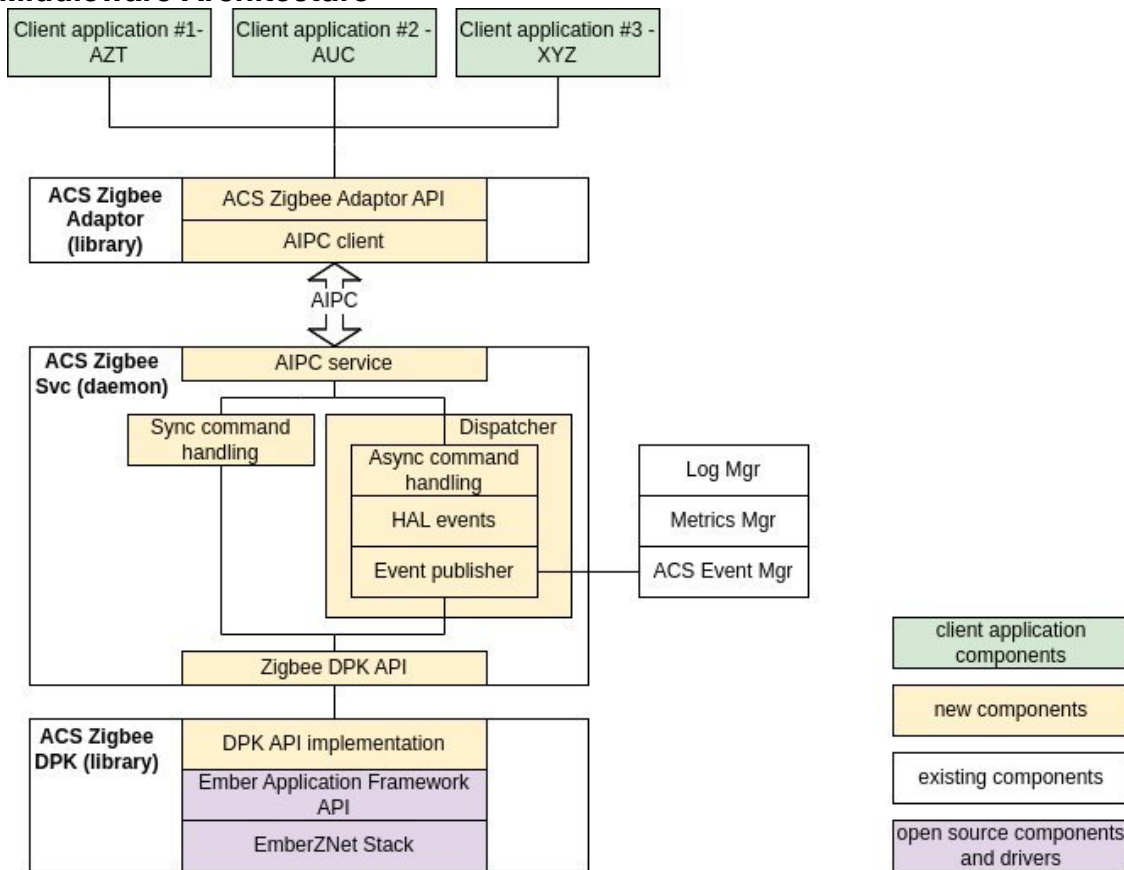 Middleware Architecture
Client application #1-
AZT
Client application #2 -
AUC
Client application #3 -
XYZ
ACS Zigbee
Adaptor
(library)
ACS Zigbee Adaptor API
AIPC client
AIPC
ACS Zigbee
Svc (daemon)
AIPC service
Sync command
handling
Dispatcher
Async command
handling
HAL events
Event publisher
Log Mgr
Metrics Mgr
ACS Event Mgr
Zigbee DPK API
ACS Zigbee
DPK (library)
DPK API implementation
Ember Application Framework
API
EmberZNet Stack
client application
components
new components
existing components
open source components
and drivers